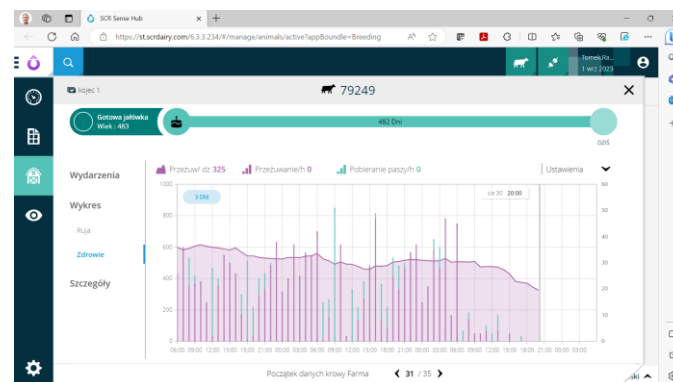 SCR Sense Hub
https://st.scrdairy.com/6.3.3.234/#/manage/animals/active?appBoundle=Breeding
Tomek,Ra...
1 wrz 2023
kojec 1
79249
Gotowa jałówka
Wiek : 483
482 Dni
DZIŚ
Wydarzenia
Wykres
Ruja
Zdrowie
Szczegóły
Przeżuw/ dz 325
Przeżuwanie/h 0
Pobieranie paszy/h 0
Ustawienia
3 DNI
sie 30 20:00
1000
800
600
400
200
0
60
50
40
30
20
10
0
06:00 09:00 12:00 15:00 18:00 21:00 00:00 03:00 06:00 09:00 12:00 15:00 18:00 21:00 00:00 03:00 06:00 09:00 12:00 15:00 18:00 21:00 00:00 03:00
Początek danych krowy Farma
31 / 35